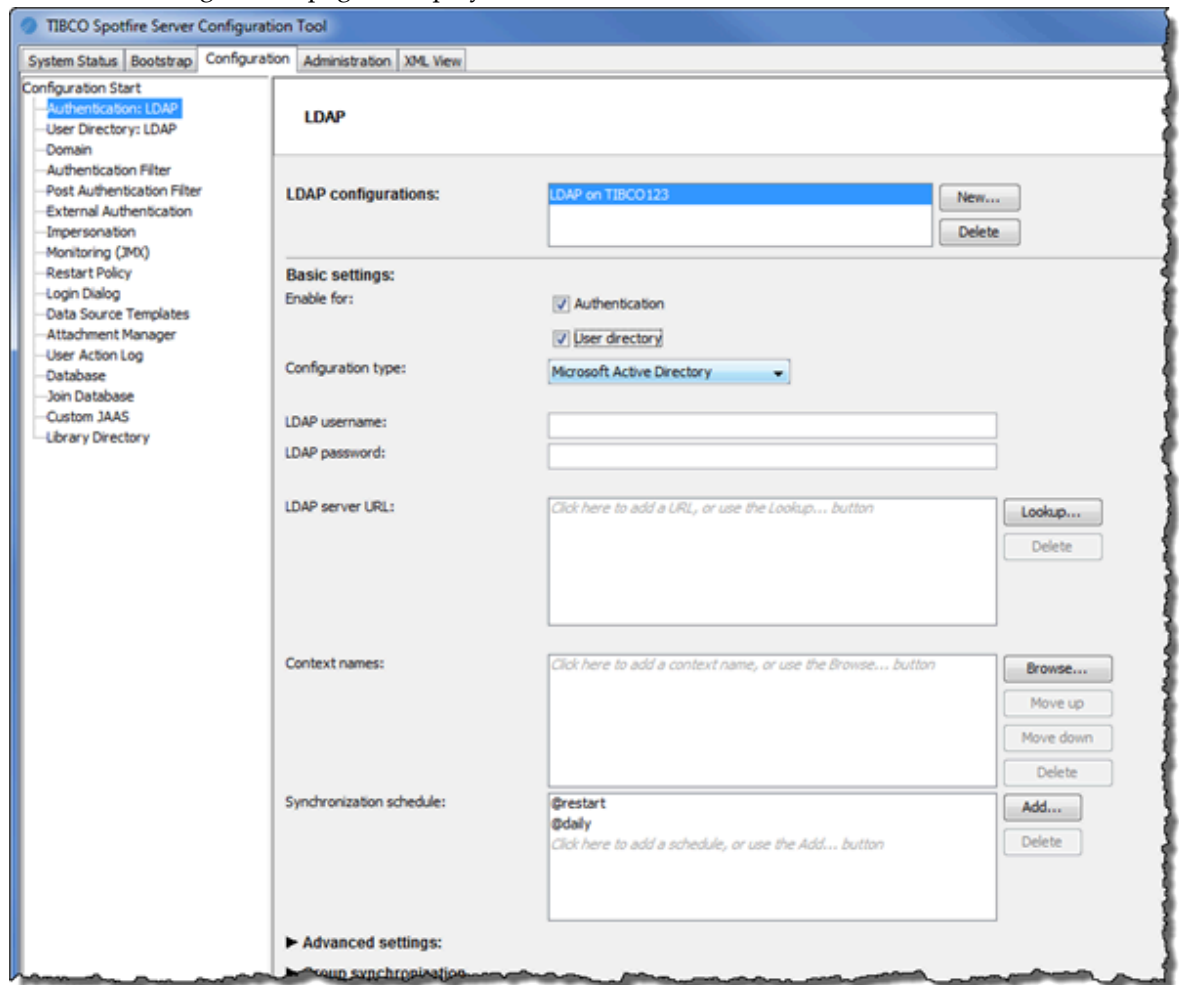 TIBCO Spotfire Server Configuration Tool
System Status Bootstrap Configuration Administration XML View
Configuration Start
Authentication: LDAP
User Directory: LDAP
Domain
Authentication Filter
Post Authentication Filter
External Authentication
Impersonation
Monitoring (JMX)
Restart Policy
Login Dialog
Data Source Templates
Attachment Manager
User Action Log
Database
Join Database
Custom JAAS
Library Directory
LDAP
LDAP configurations:
LDAP on TIBCO123
New...
Delete
Basic settings:
Enable for:
Authentication
User directory
Configuration type:
Microsoft Active Directory
LDAP username:
LDAP password:
LDAP server URL:
Click here to add a URL, or use the Lookup... button
Lookup...
Delete
Context names:
Click here to add a context name, or use the Browse... button
Browse...
Move up
Move down
Delete
Synchronization schedule:
@restart
@daily
Click here to add a schedule, or use the Add... button
Add...
Delete
Advanced settings:
Group synchronization